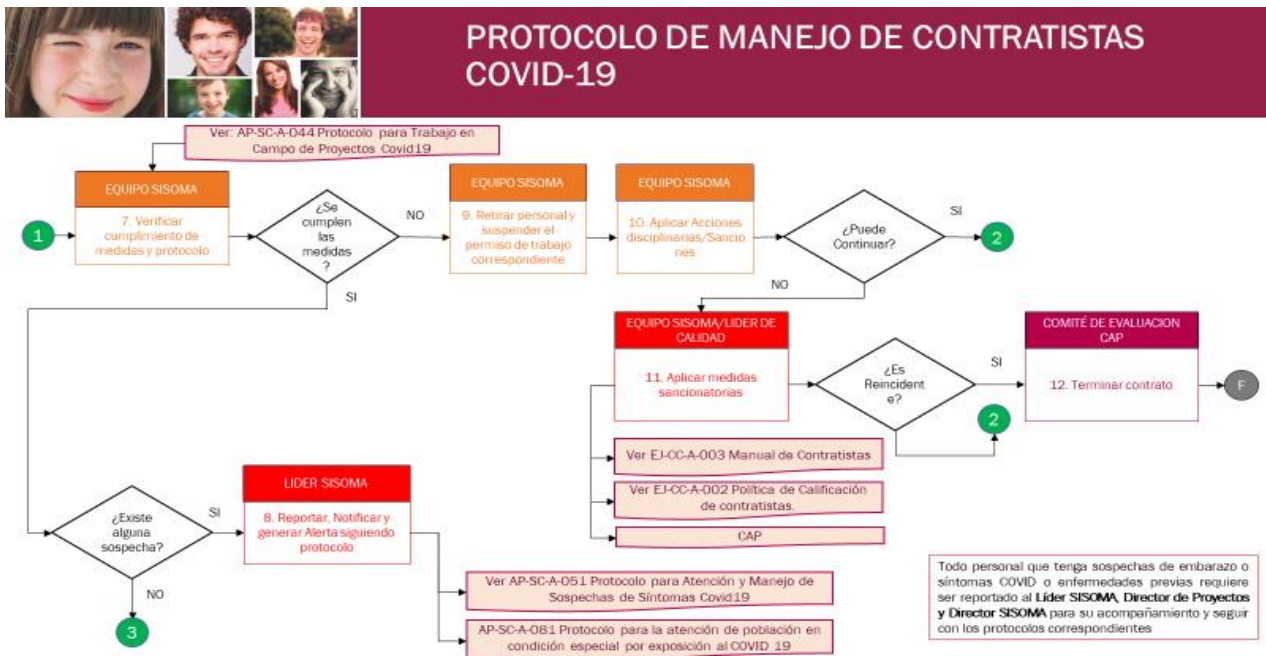 PROTOCOLO DE MANEJO DE CONTRATISTAS
COVID-19
Ver: AP-SC-A-044 Protocolo para Trabajo en
Campo de Proyectos Covid19
EQUIPO SISOMA
7. Verificar
cumplimiento de
medidas y protocolo
1
¿Se
cumplen
las
medidas
?
NO
SI
EQUIPO SISOMA
9. Retirar personal y
suspender el
permiso de trabajo
correspondiente
EQUIPO SISOMA
10. Aplicar Acciones
disciplinarias/Sancio
nes
¿Puede
Continuar?
SI
2
NO
EQUIPO SISOMA/LIDER DE
CALIDAD
11. Aplicar medidas
sancionatorias
¿Es
Reincident
e?
SI
2
COMITÉ DE EVALUACION
CAP
12. Terminar contrato
F
Ver EJ-CC-A-003 Manual de Contratistas
Ver EJ-CC-A-002 Política de Calificación
de contratistas.
CAP
¿Existe
alguna
sospecha?
SI
NO
3
LIDER SISOMA
8. Reportar, Notificar y
generar Alerta siguiendo
protocolo
Ver AP-SC-A-051 Protocolo para Atención y Manejo de
Sospechas de Síntomas Covid19
AP-SC-A-081 Protocolo para la atención de población en
condición especial por exposición al COVID 19
Todo personal que tenga sospechas de embarazo o
síntomas COVID o enfermedades previas requiere
ser reportado al Líder SISOMA, Director de Proyectos
y Director SISOMA para su acompañamiento y seguir
con los protocolos correspondientes